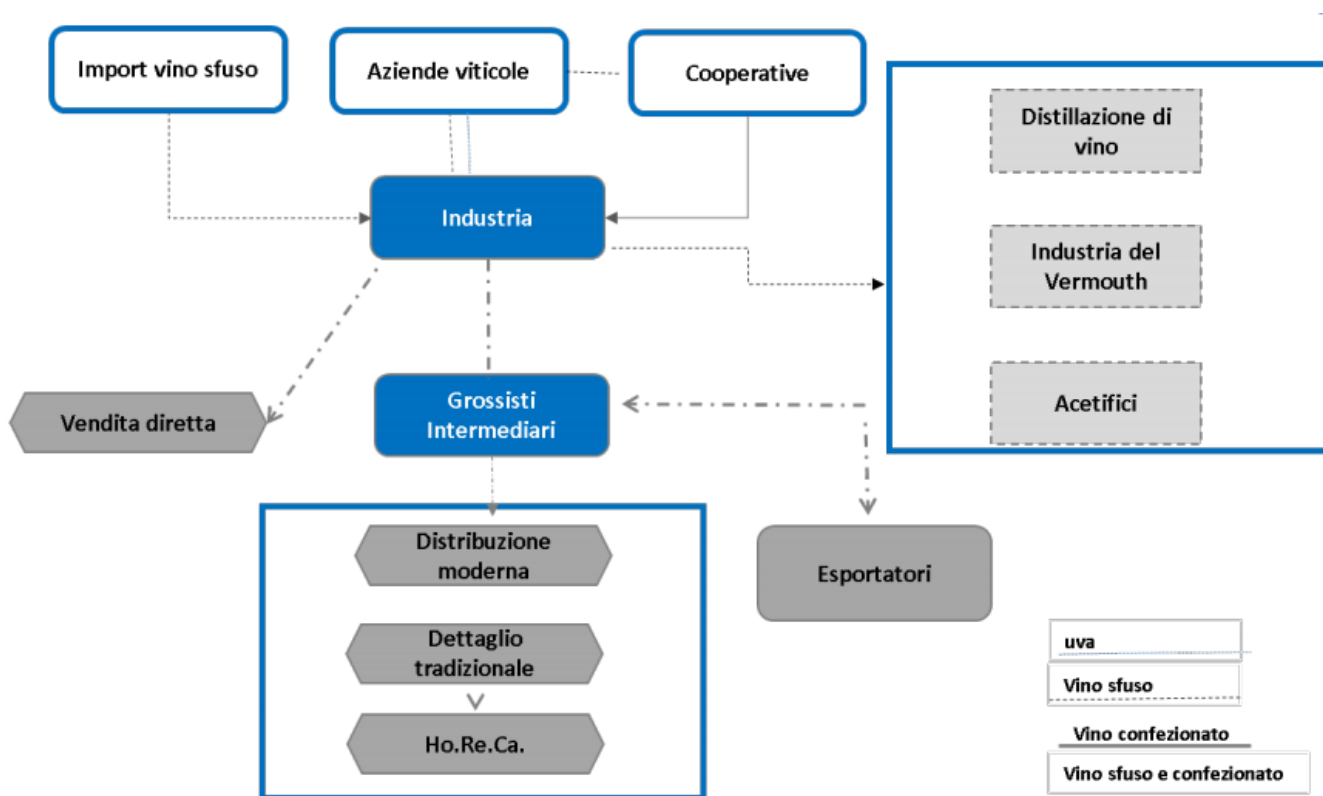 Import vino sfuso
Aziende viticole
Cooperative
Distillazione di
vino
Industria
Industria del
Vermouth
Grossisti
Intermediari
Vendita diretta
Acetifici
Distribuzione
moderna
Esportatori
Dettaglio
tradizionale
Ho.Re.Ca.
uva
Vino sfuso
Vino confezionato
Vino sfuso e confezionato